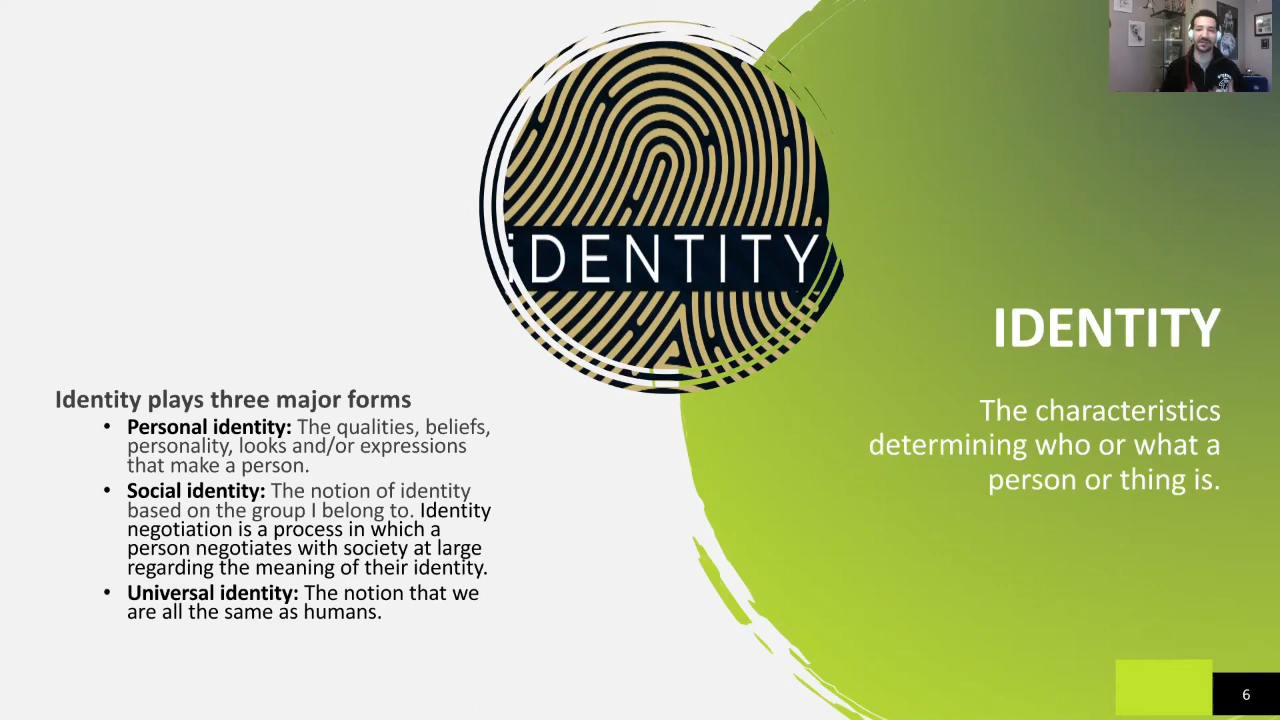 iDENTITY
IDENTITY
The characteristics
determining who or what a
person or thing is.
Identity plays three major forms
• Personal identity: The qualities, beliefs,
personality, looks and/or expressions
that make a person.
• Social identity: The notion of identity
based on the group I belong to. Identity
negotiation is a process in which a
person negotiates with society at large
regarding the meaning of their identity.
• Universal identity: The notion that we
are all the same as humans.
6